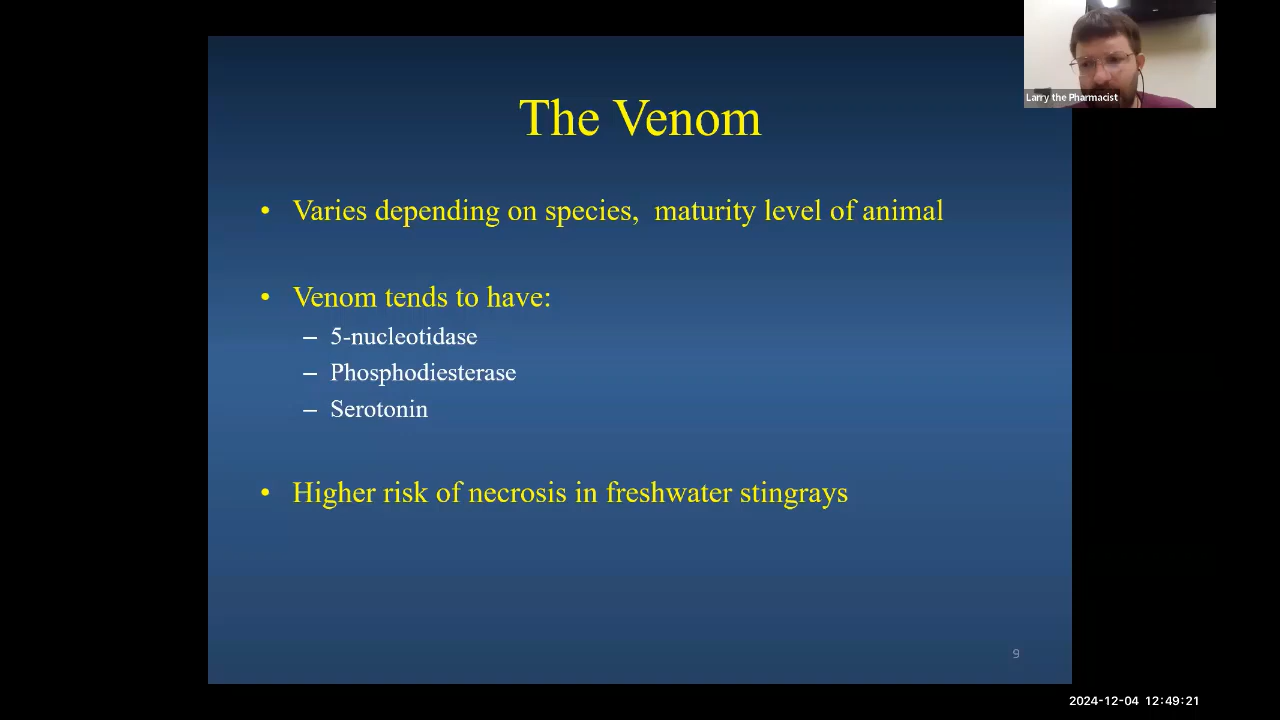 Larry the Pharmacist
The Venom
• Varies depending on species,  maturity level of animal
• Venom tends to have:
– 5-nucleotidase
– Phosphodiesterase
– Serotonin
• Higher risk of necrosis in freshwater stingrays
9
2024-12-04 12:49:21